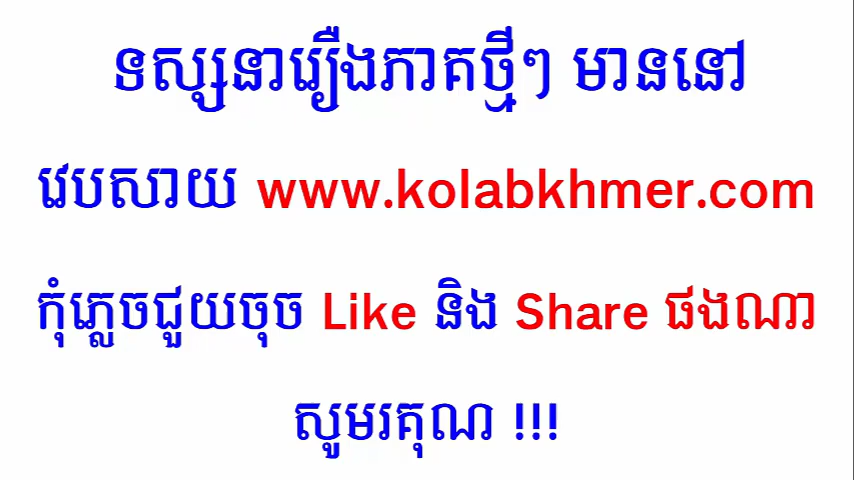 ទស្សនារឿងភាគថ្មីៗ មាននៅ
វេបសាយ www.kolabkhmer.com
កុំភ្លេចជួយចុច Like និង Share ផងណា
សូមរគុណ !!!